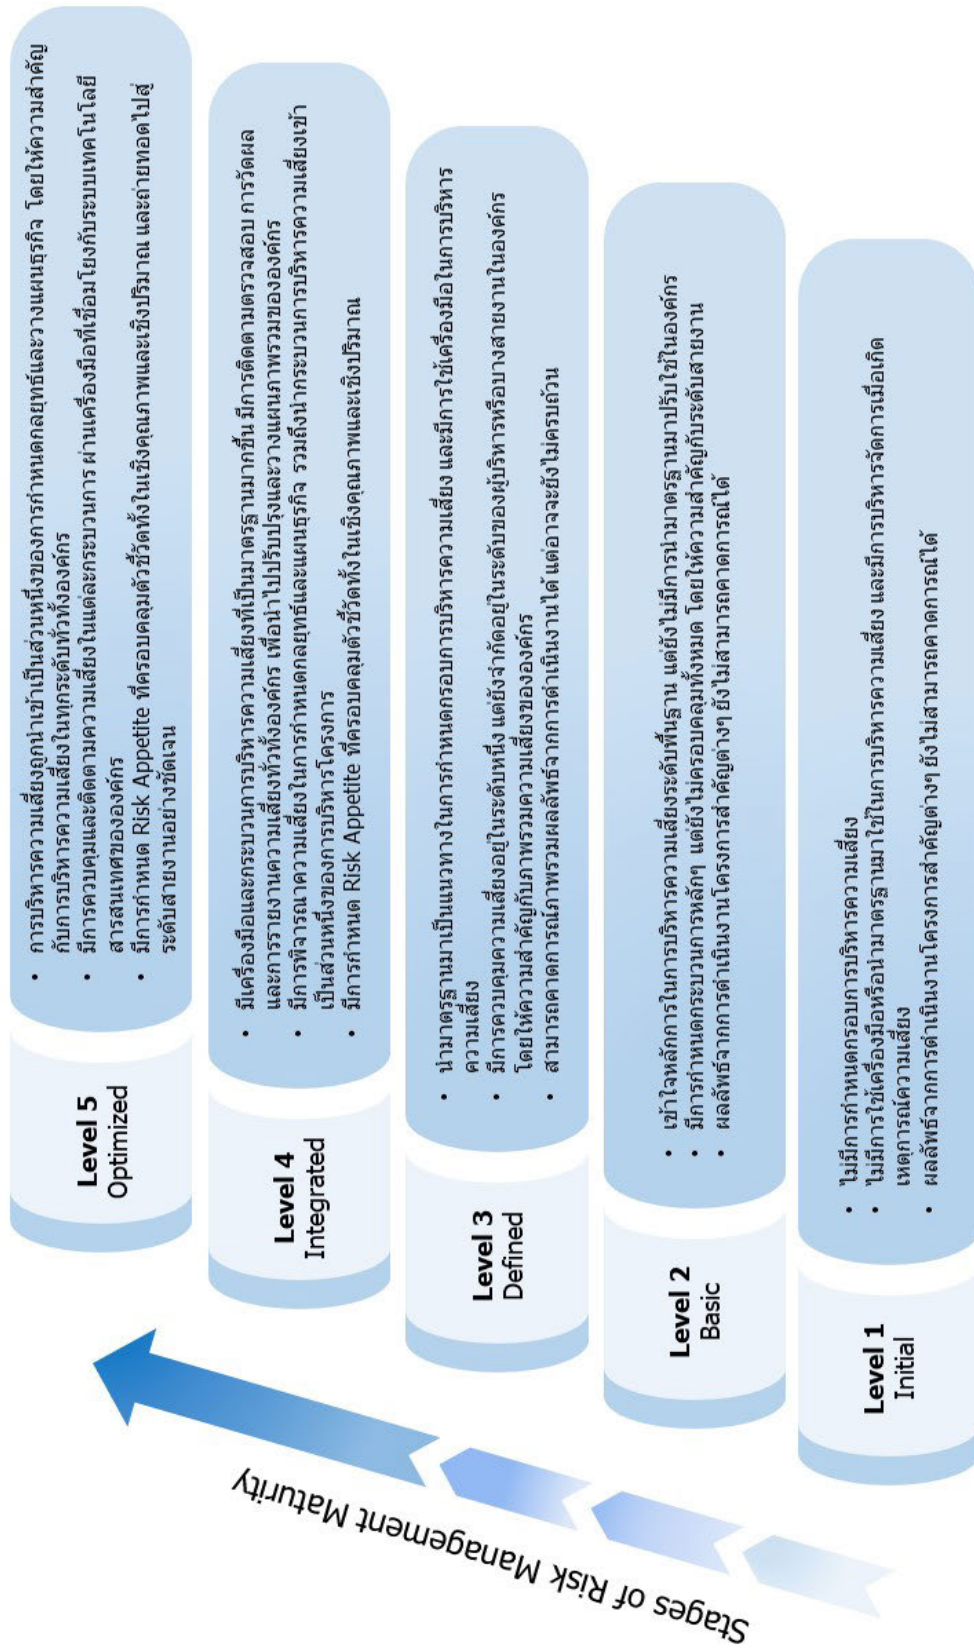 Stages of Risk Management Maturity
Level 5
Optimized
• การบริหารความเสี่ยงถูกนำเข้าเป็นส่วนหนึ่งของการกำหนดกลยุทธ์และวางแผนธุรกิจ โดยให้ความสำคัญ
กับการบริหารความเสี่ยงในทุกระดับทั่วทั้งองค์กร
• มีการควบคุมและติดตามความเสี่ยงในแต่ละกระบวนการ ผ่านเครื่องมือที่เชื่อมโยงกับระบบเทคโนโลยี
สารสนเทศขององค์กร
• มีการกำหนด Risk Appetite ที่ครอบคลุมตัวชี้วัดทั้งในเชิงคุณภาพและเชิงปริมาณ และถ่ายทอดไปสู่
ระดับสายงานอย่างชัดเจน
Level 4
Integrated
• มีเครื่องมือและกระบวนการบริหารความเสี่ยงที่เป็นมาตรฐานมากขึ้น มีการติดตามตรวจสอบ การวัดผล
และการรายงานความเสี่ยงทั่วทั้งองค์กร เพื่อนำไปปรับปรุงและวางแผนภาพรวมขององค์กร
• มีการพิจารณาความเสี่ยงในการกำหนดกลยุทธ์และแผนธุรกิจ รวมถึงนำกระบวนการบริหารความเสี่ยงเข้า
เป็นส่วนหนึ่งของการบริหารโครงการ
• มีการกำหนด Risk Appetite ที่ครอบคลุมตัวชี้วัดทั้งในเชิงคุณภาพและเชิงปริมาณ
Level 3
Defined
• นำมาตรฐานมาเป็นแนวทางในการกำหนดกรอบการบริหารความเสี่ยง และมีการใช้เครื่องมือในการบริหาร
ความเสี่ยง
• มีการควบคุมความเสี่ยงอยู่ในระดับหนึ่ง แต่ยังจำกัดอยู่ในระดับของผู้บริหารหรือบางสายงานในองค์กร
โดยให้ความสำคัญกับภาพรวมความเสี่ยงขององค์กร
• สามารถคาดการณ์ภาพรวมผลลัพธ์จากการดำเนินงานได้ แต่อาจจะยังไม่ครบถ้วน
Level 2
Basic
• เข้าใจหลักการในการบริหารความเสี่ยงระดับพื้นฐาน แต่ยังไม่มีการนำมาตรฐานมาปรับใช้ในองค์กร
• มีการกำหนดกระบวนการหลักๆ แต่ยังไม่ครอบคลุมทั้งหมด โดยให้ความสำคัญกับระดับสายงาน
• ผลลัพธ์จากการดำเนินงานโครงการสำคัญต่างๆ ยังไม่สามารถคาดการณ์ได้
Level 1
Initial
• ไม่มีการกำหนดกรอบการบริหารความเสี่ยง
• ไม่มีการใช้เครื่องมือหรือนำมาตรฐานมาใช้ในการบริหารความเสี่ยง และมีการบริหารจัดการเมื่อเกิด
เหตุการณ์ความเสี่ยง
• ผลลัพธ์จากการดำเนินงานโครงการสำคัญต่างๆ ยังไม่สามารถคาดการณ์ได้